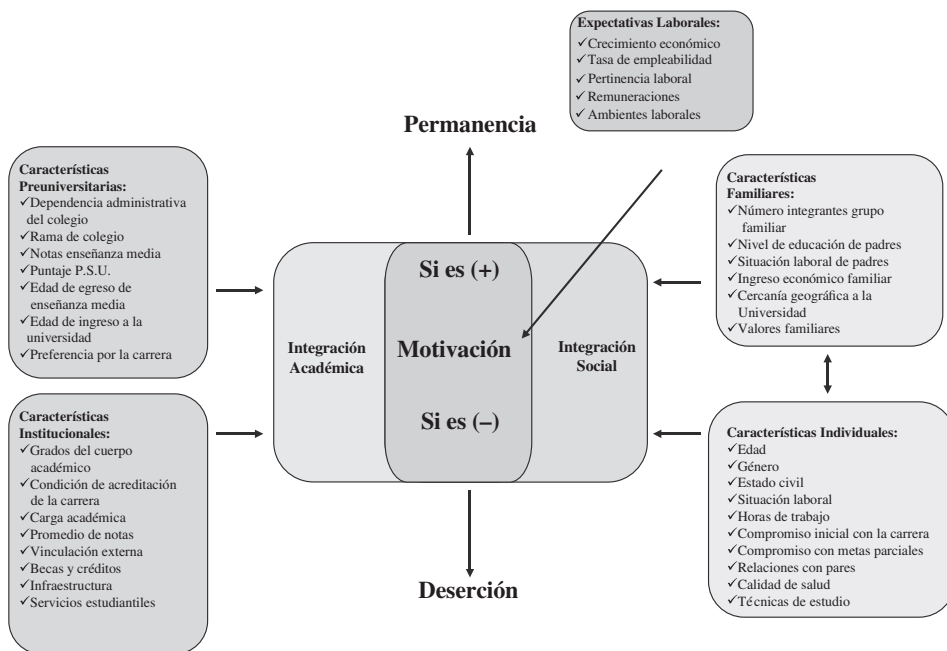 Expectativas Laborales:
✓Crecimiento económico
✓Tasa de empleabilidad
✓Pertinencia laboral
✓Remuneraciones
✓Ambientes laborales
Permanencia
Características
Preuniversitarias:
✓Dependencia administrativa
del colegio
✓Rama de colegio
✓Notas enseñanza media
✓Puntaje P.S.U.
✓Edad de egreso de
enseñanza media
✓Edad de ingreso a la
universidad
✓Preferencia por la carrera
Características
Familiares:
✓Número integrantes grupo
familiar
✓Nivel de educación de padres
✓Situación laboral de padres
✓Ingreso económico familiar
✓Cercanía geográfica a la
Universidad
✓Valores familiares
Si es (+)
Integración
Académica
Motivación
Integración
Social
Si es (–)
Características
Institucionales:
✓Grados del cuerpo
académico
✓Condición de acreditación
de la carrera
✓Carga académica
✓Promedio de notas
✓Vinculación externa
✓Becas y créditos
✓Infraestructura
✓Servicios estudiantiles
Características Individuales:
✓Edad
✓Género
✓Estado civil
✓Situación laboral
✓Horas de trabajo
✓Compromiso inicial con la carrera
✓Compromiso con metas parciales
✓Relaciones con pares
✓Calidad de salud
✓Técnicas de estudio
Deserción